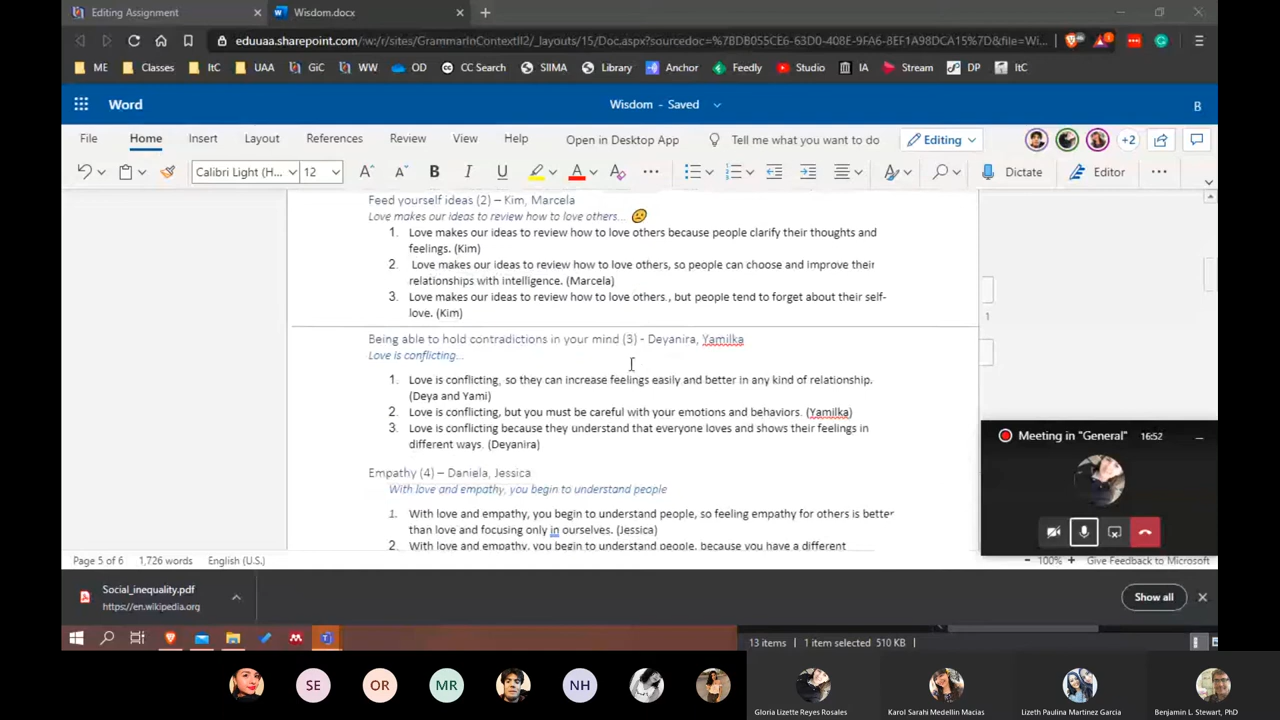 Editing Assignment
Wisdom.docx
eduuaa.sharepoint.com/:w:/r/sites/GrammarInContextII2/_layouts/15/Doc.aspx?sourcedoc=%7BDB055CE6-63D0-408E-9FA6-8EF1A98DCA15%7D&file=Wi...
ME Classes ItC UAA GiC WW OD CC Search SIIMA Library Anchor Feedly Studio IA Stream DP ItC
Word
Wisdom - Saved
B
File Home Insert Layout References Review View Help Open in Desktop App Tell me what you want to do Editing +2
Calibri Light (H... 12 B I U A Dictate Editor
Feed yourself ideas (2) – Kim, Marcela
Love makes our ideas to review how to love others...
1. Love makes our ideas to review how to love others because people clarify their thoughts and
feelings. (Kim)
2. Love makes our ideas to review how to love others, so people can choose and improve their
relationships with intelligence. (Marcela)
3. Love makes our ideas to review how to love others , but people tend to forget about their self-
love. (Kim)
1
Being able to hold contradictions in your mind (3) - Deyanira, Yamilka
Love is conflicting...
1. Love is conflicting, so they can increase feelings easily and better in any kind of relationship.
(Deya and Yami)
2. Love is conflicting, but you must be careful with your emotions and behaviors. (Yamilka)
3. Love is conflicting because they understand that everyone loves and shows their feelings in
different ways. (Deyanira)
Empathy (4) – Daniela, Jessica
With love and empathy, you begin to understand people
1. With love and empathy, you begin to understand people, so feeling empathy for others is better
than love and focusing only in ourselves. (Jessica)
2. With love and empathy, you begin to understand people, because you have a different
Meeting in "General" 16:52
Page 5 of 6 1,726 words English (U.S.)
100% Give Feedback to Microsoft
Social_inequality.pdf
https://en.wikipedia.org
Show all
13 items 1 item selected 510 KB
SE OR MR NH
Gloria Lizette Reyes Rosales Karol Sarahi Medellin Macias Lizeth Paulina Martinez Garcia Benjamin L. Stewart, PhD